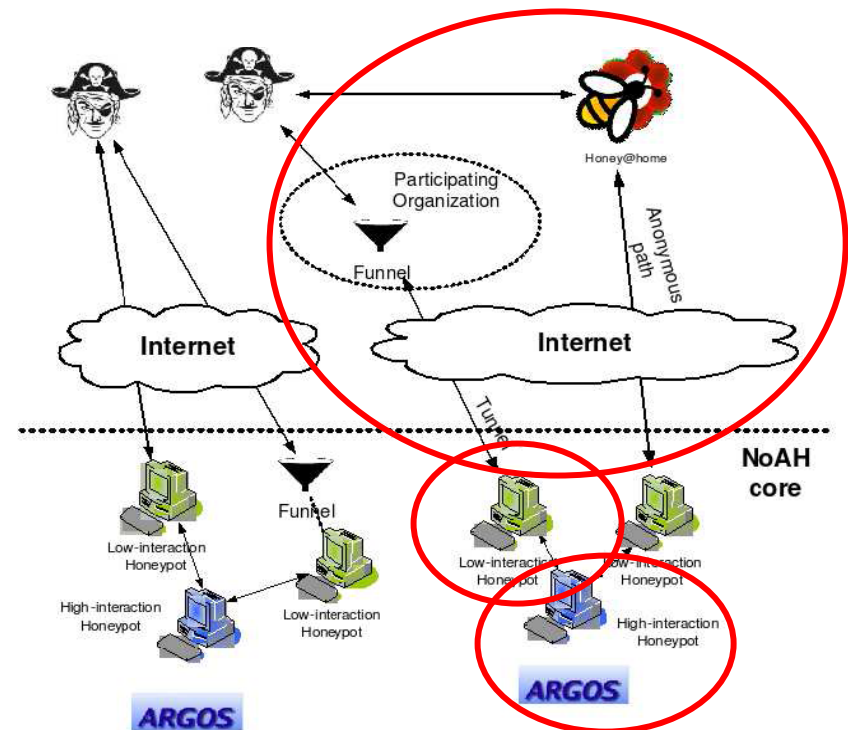 Honey@home
Participating
Organization
Funnel
Anonymous
path
Internet
Internet
Tunnel
NoAH
core
Funnel
Low-interaction
Honeypot
Low-interaction
Honeypot
Low-interaction
Honeypot
High-interaction
Honeypot
Low-interaction
Honeypot
High-interaction
Honeypot
ARGOS
ARGOS